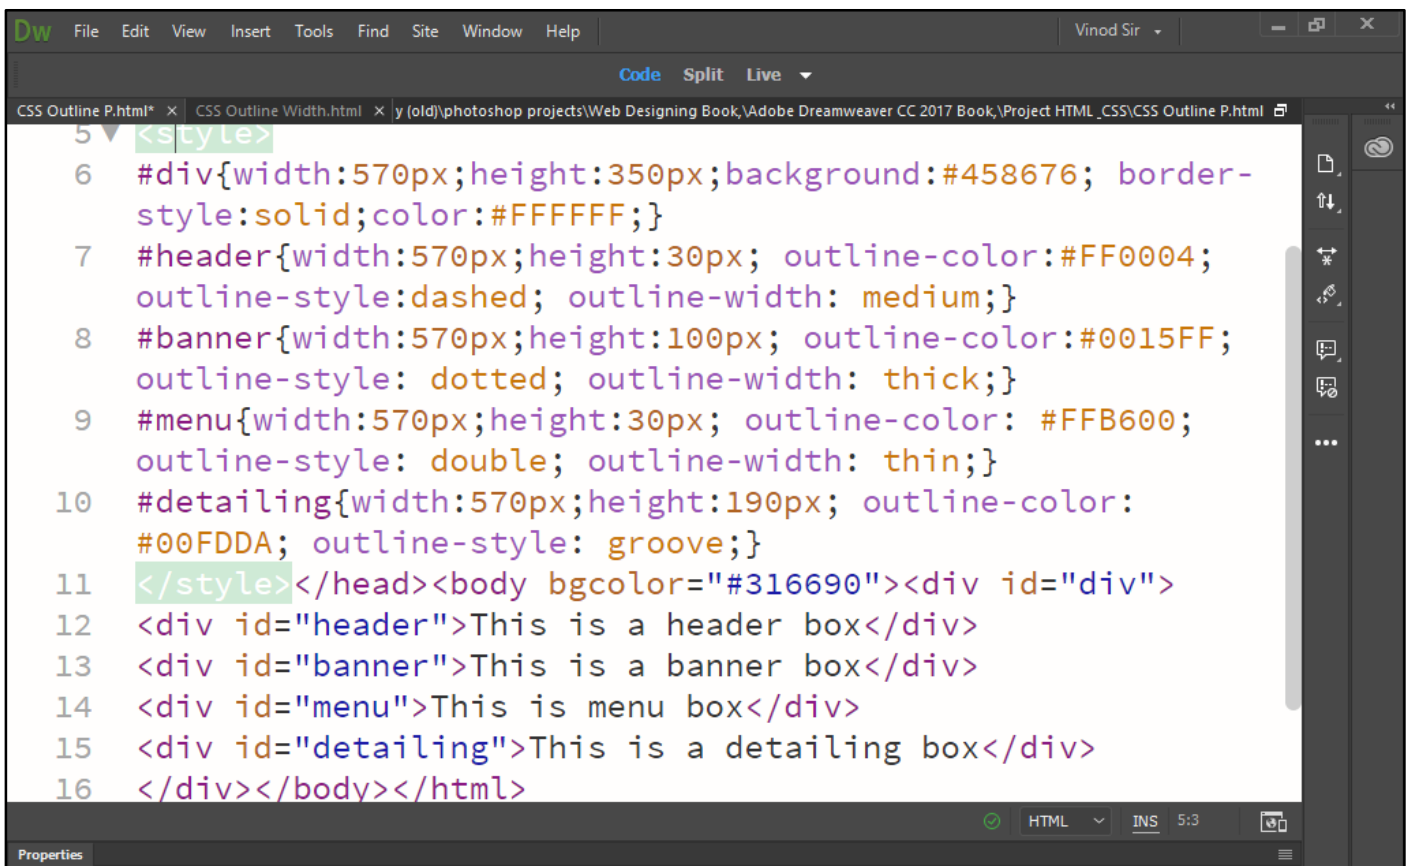 Dw File Edit View Insert Tools Find Site Window Help Vinod Sir
Code Split Live
CSS Outline P.html* × CSS Outline Width.html × y (old)\photoshop projects\Web Designing Book,\Adobe Dreamweaver CC 2017 Book,\Project HTML_CSS\CSS Outline P.html
5 <style>
6 #div{width:570px;height:350px;background:#458676; border-
style:solid;color:#FFFFFF;}
7 #header{width:570px;height:30px; outline-color:#FF0004;
outline-style:dashed; outline-width: medium;}
8 #banner{width:570px;height:100px; outline-color:#0015FF;
outline-style: dotted; outline-width: thick;}
9 #menu{width:570px;height:30px; outline-color: #FFB600;
outline-style: double; outline-width: thin;}
10 #detailing{width:570px;height:190px; outline-color:
#00FDDA; outline-style: groove;}
11 </style></head><body bgcolor="#316690"><div id="div">
12 <div id="header">This is a header box</div>
13 <div id="banner">This is a banner box</div>
14 <div id="menu">This is menu box</div>
15 <div id="detailing">This is a detailing box</div>
16 </div></body></html>
HTML INS 5:3
Properties